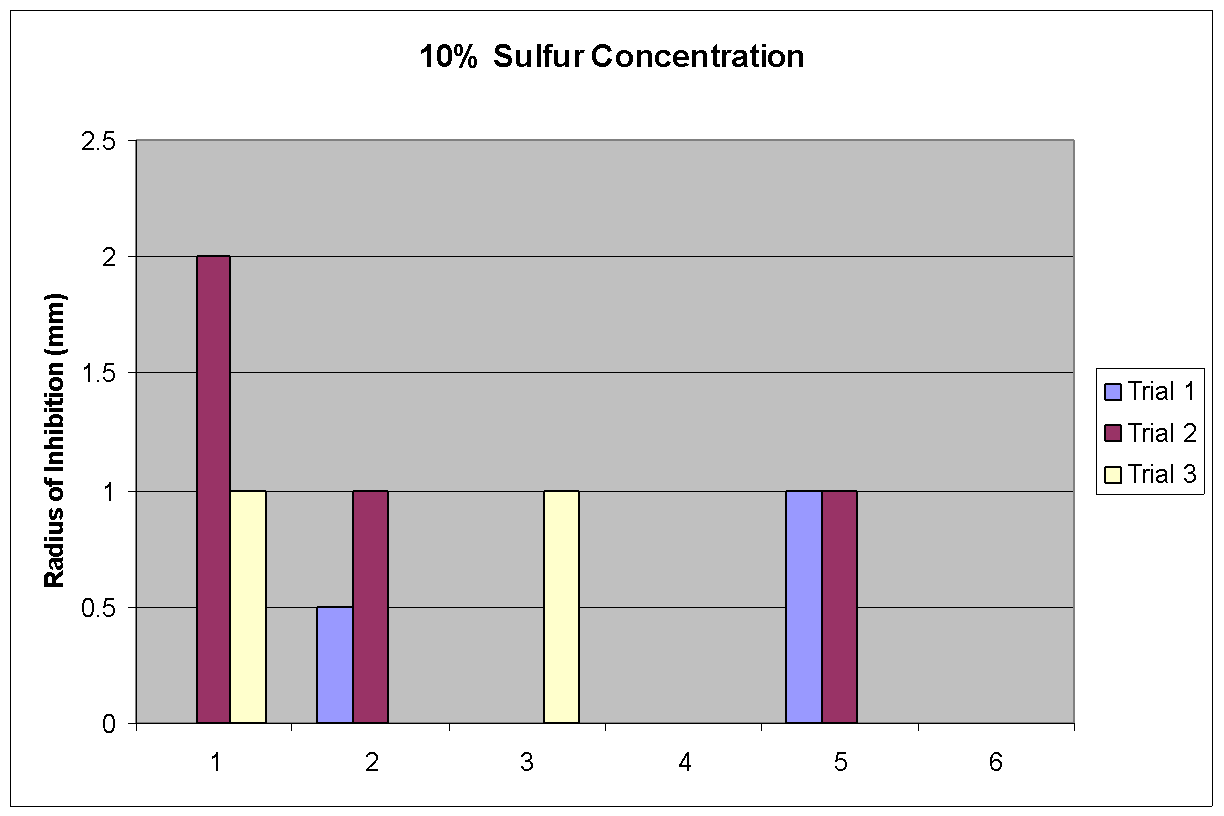 10% Sulfur Concentration
2.5
2
1.5
1
0.5
0
Radius of Inhibition (mm)
1 2 3 4 5 6
Trial 1
Trial 2
Trial 3